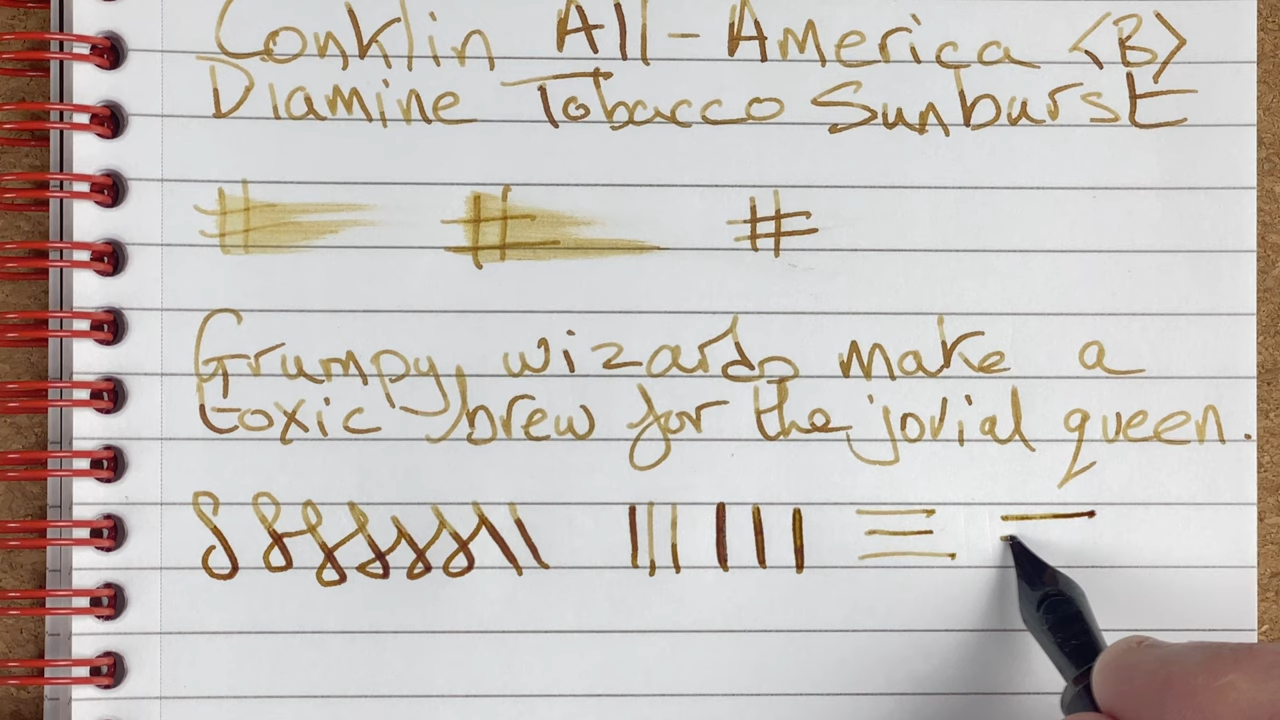 Conklin All-America <B>
Diamine Tobacco Sunburst
# # #
Grumpy wizards make a
toxic brew for the jovial queen.